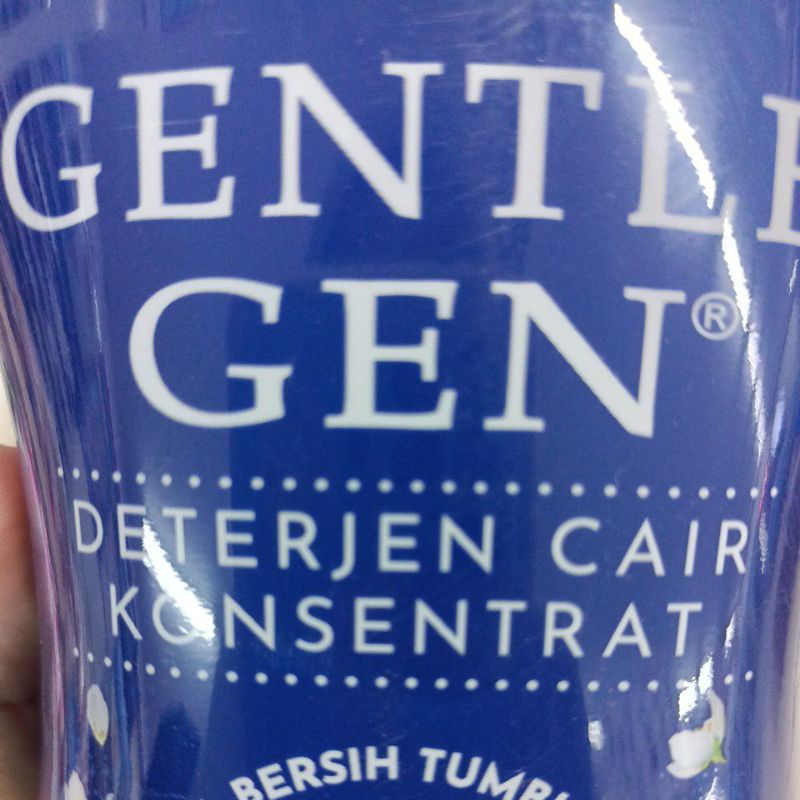 GENTLE
GEN®
DETERJEN CAIR
KONSENTRAT
BERSIH